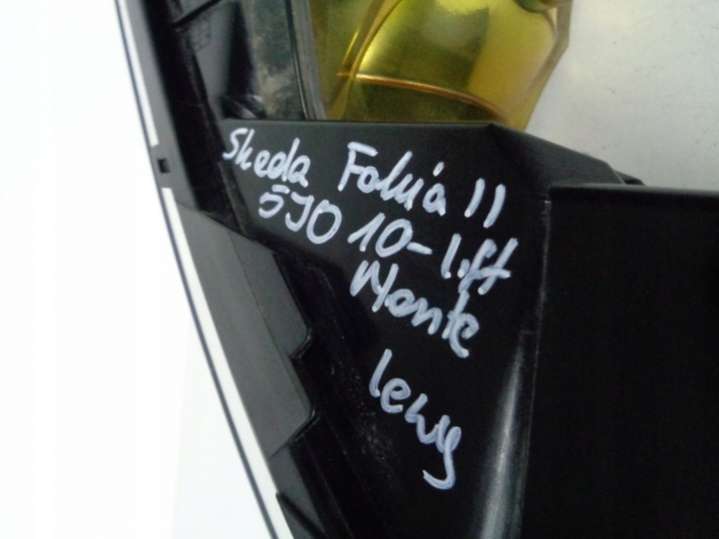 Skoda Fabia II
5J0 10- lift
Monte
lewy